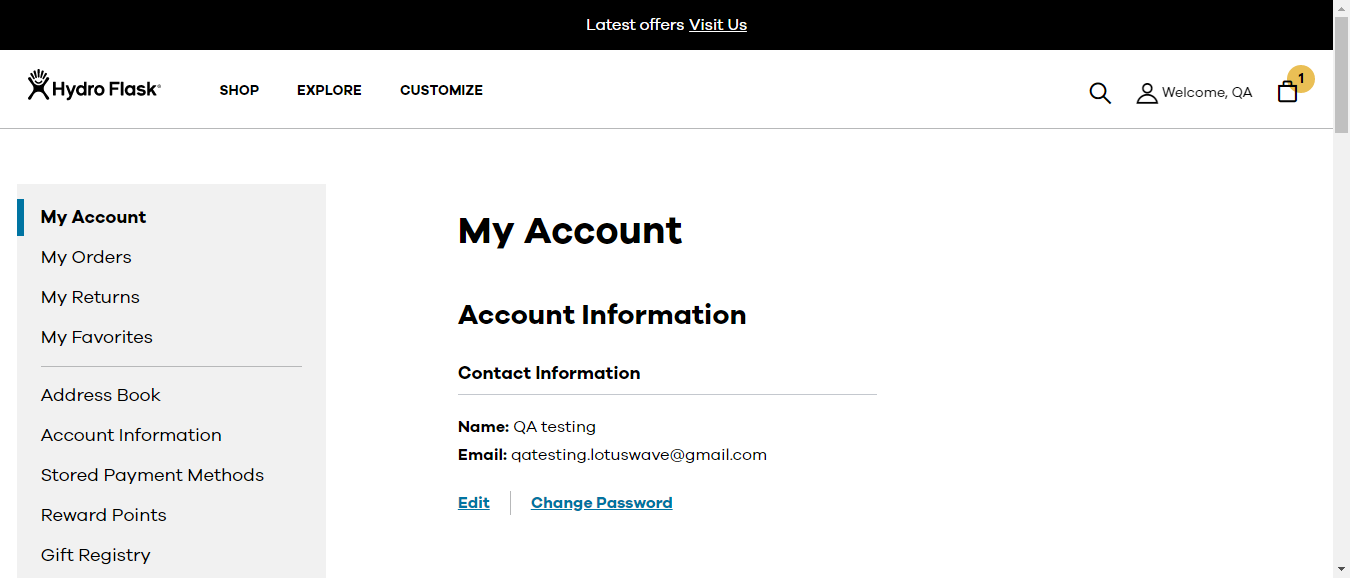 Latest offers Visit Us
Hydro Flask
SHOP EXPLORE CUSTOMIZE
Welcome, QA
1
My Account
My Orders
My Returns
My Favorites
Address Book
Account Information
Stored Payment Methods
Reward Points
Gift Registry
My Account
Account Information
Contact Information
Name: QA testing
Email: qatesting.lotuswave@gmail.com
Edit Change Password